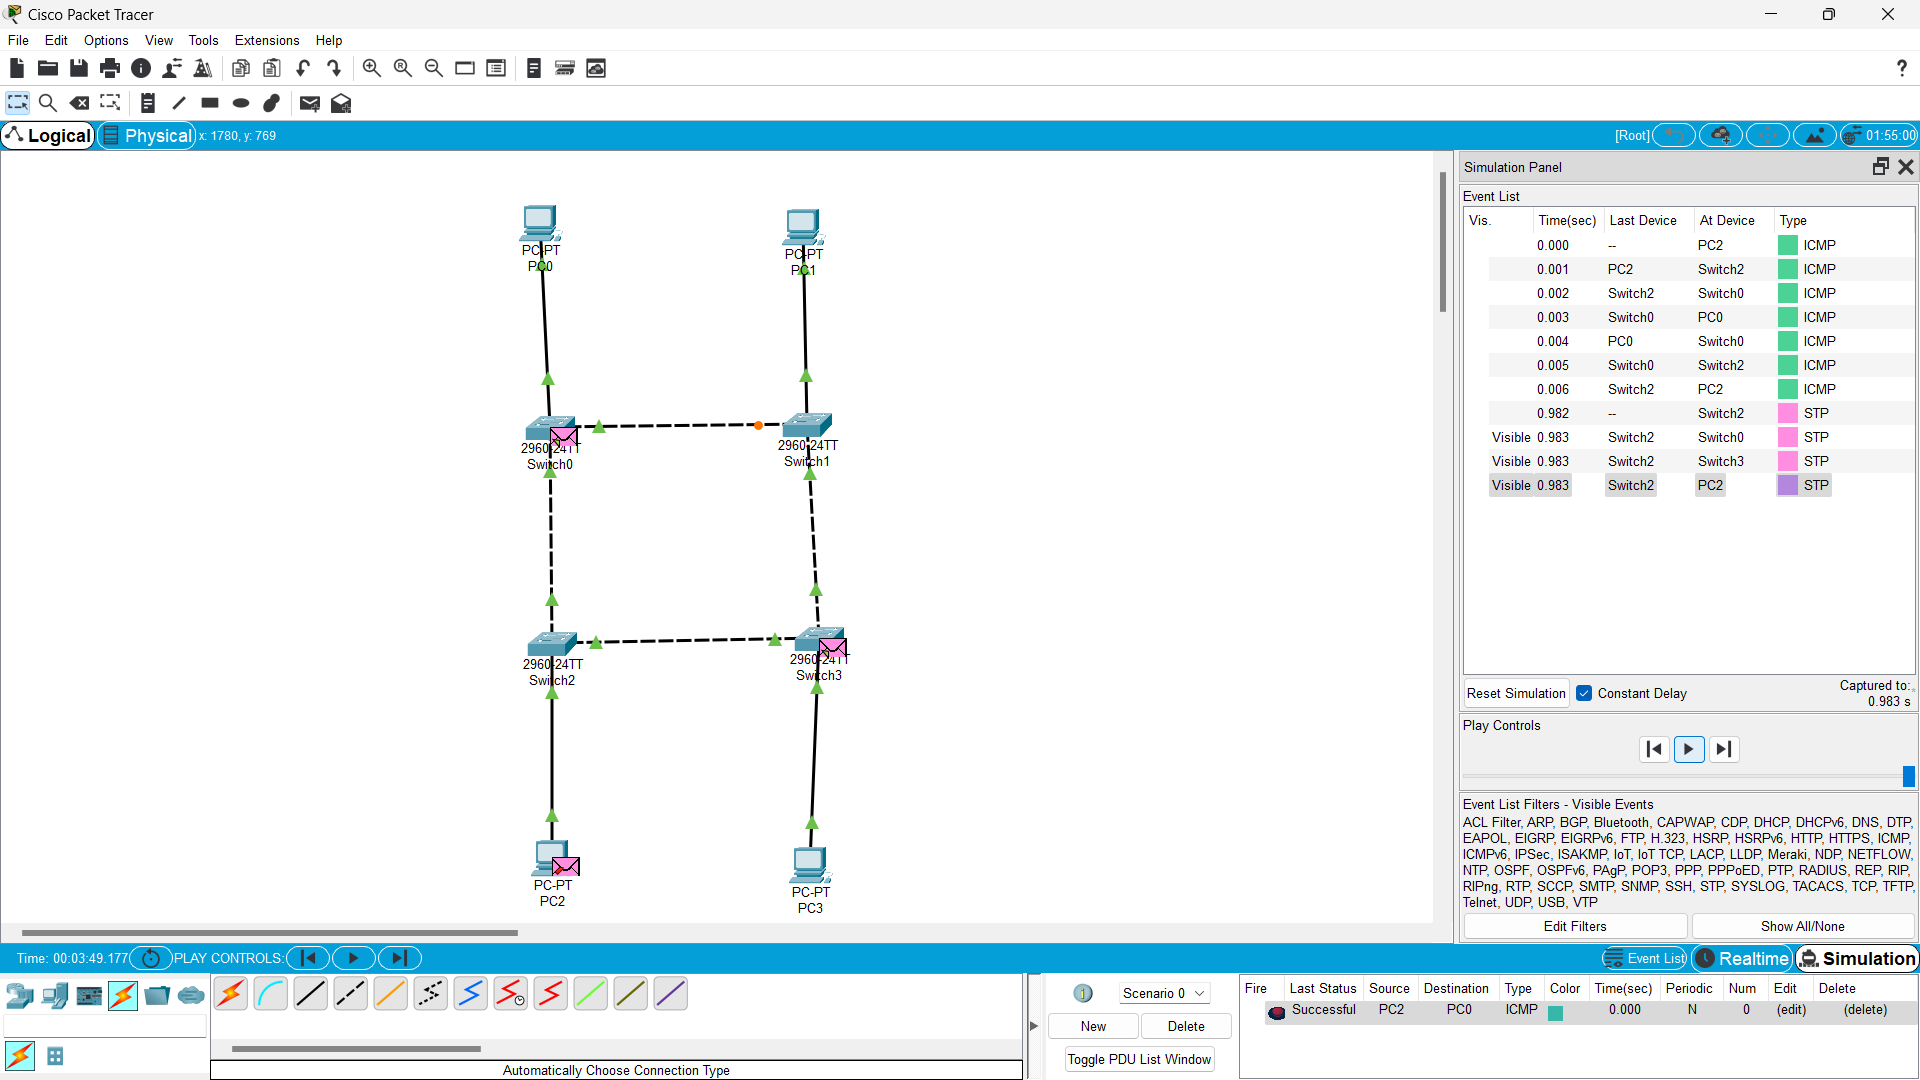 Cisco Packet Tracer
File Edit Options View Tools Extensions Help
Logical Physical x: 1780, y: 769 [Root] 01:55:00
PC-PT
PC0
PC-PT
PC1
2960-24TT
Switch0
2960-24TT
Switch1
2960-24TT
Switch2
2960-24TT
Switch3
PC-PT
PC2
PC-PT
PC3
Simulation Panel
Event List
Vis. Time(sec) Last Device At Device Type
0.000 -- PC2 ICMP
0.001 PC2 Switch2 ICMP
0.002 Switch2 Switch0 ICMP
0.003 Switch0 PC0 ICMP
0.004 PC0 Switch0 ICMP
0.005 Switch0 Switch2 ICMP
0.006 Switch2 PC2 ICMP
0.982 -- Switch2 STP
Visible 0.983 Switch2 Switch0 STP
Visible 0.983 Switch2 Switch3 STP
Visible 0.983 Switch2 PC2 STP
Reset Simulation Constant Delay Captured to:
0.983 s
Play Controls
Event List Filters - Visible Events
ACL Filter, ARP, BGP, Bluetooth, CAPWAP, CDP, DHCP, DHCPv6, DNS, DTP,
EAPOL, EIGRP, EIGRPv6, FTP, H.323, HSRP, HSRPv6, HTTP, HTTPS, ICMP,
ICMPv6, IPSec, ISAKMP, IoT, IoT TCP, LACP, LLDP, Meraki, NDP, NETFLOW,
NTP, OSPF, OSPFv6, PAgP, POP3, PPP, PPPoED, PTP, RADIUS, REP, RIP,
RIPng, RTP, SCCP, SMTP, SNMP, SSH, STP, SYSLOG, TACACS, TCP, TFTP,
Telnet, UDP, USB, VTP
Edit Filters Show All/None
Time: 00:03:49.177 PLAY CONTROLS: Event List Realtime Simulation
Scenario 0
New Delete
Toggle PDU List Window
Fire Last Status Source Destination Type Color Time(sec) Periodic Num Edit Delete
Successful PC2 PC0 ICMP 0.000 N 0 (edit) (delete)
Automatically Choose Connection Type